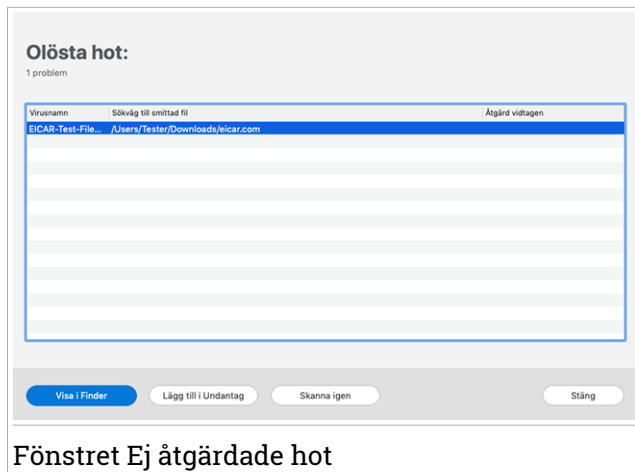 Olösta hot:
1 problem
Virusnamn Sökväg till smittad fil Åtgärd vidtagen
EICAR-Test-File... /Users/Tester/Downloads/eicar.com
Visa i Finder Lägg till i Undantag Skanna igen Stäng
Fönstret Ej åtgärdade hot